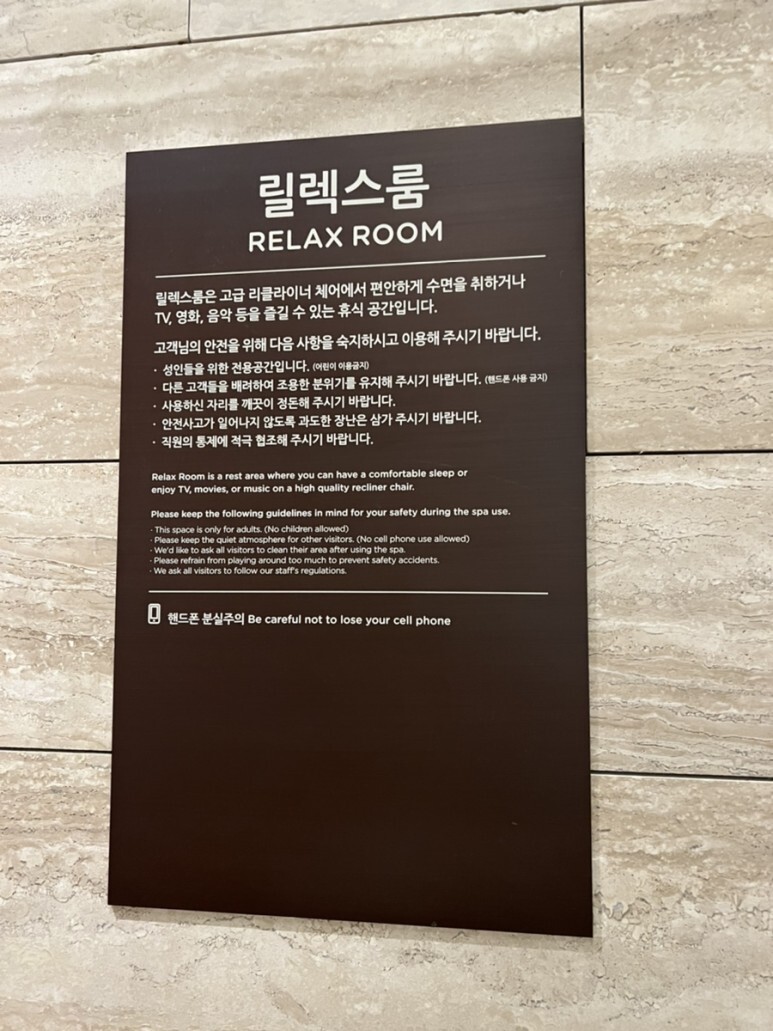 릴렉스룸
RELAX ROOM
릴렉스룸은 고급 리클라이너 체어에서 편안하게 수면을 취하거나
TV, 영화, 음악 등을 즐길 수 있는 휴식 공간입니다.
고객님의 안전을 위해 다음 사항을 숙지하시고 이용해 주시기 바랍니다.
· 성인들을 위한 전용공간입니다. (어린이 이용금지)
· 다른 고객들을 배려하여 조용한 분위기를 유지해 주시기 바랍니다. (핸드폰 사용 금지)
· 사용하신 자리를 깨끗이 정돈해 주시기 바랍니다.
· 안전사고가 일어나지 않도록 과도한 장난은 삼가 주시기 바랍니다.
· 직원의 통제에 적극 협조해 주시기 바랍니다.
Relax Room is a rest area where you can have a comfortable sleep or
enjoy TV, movies, or music on a high quality recliner chair.
Please keep the following guidelines in mind for your safety during the spa use.
· This space is only for adults. (No children allowed)
· Please keep the quiet atmosphere for other visitors. (No cell phone use allowed)
· We'd like to ask all visitors to clean their area after using the spa.
· Please refrain from playing around too much to prevent safety accidents.
· We ask all visitors to follow our staff's regulations.
핸드폰 분실주의 Be careful not to lose your cell phone